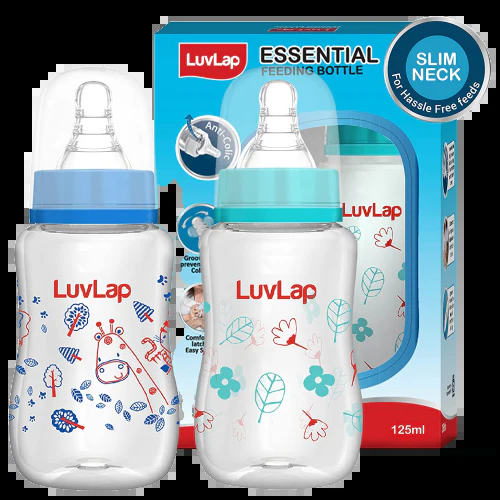 LuvLap
ESSENTIAL
FEEDING BOTTLE
SLIM
NECK
For Hassle Free feeds
Anti-Colic
LuvLap
LuvLap
LuvLap
125ml